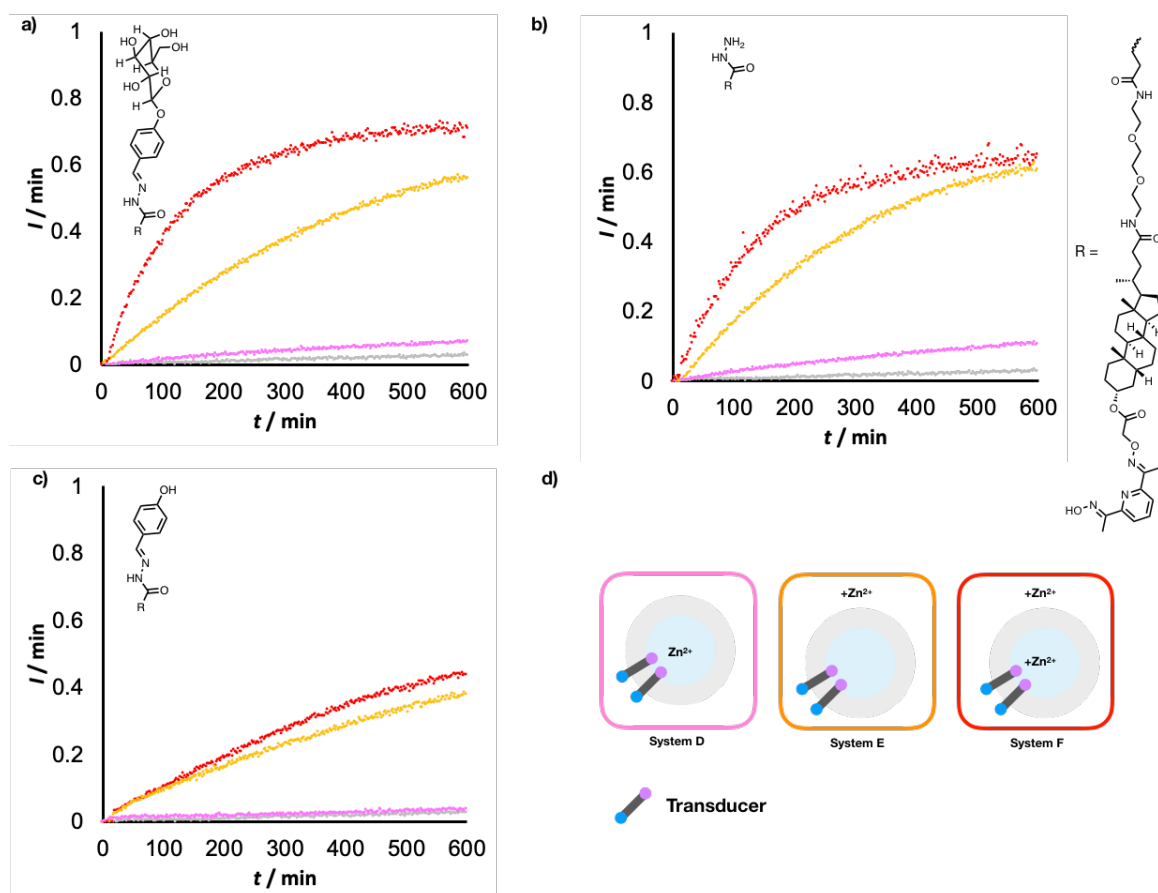 a)
H
OH
HO
H
OH
HO
H
H
H
HO
O
H
O
N
HN
O
R
1
0.8
0.6
0.4
0.2
0
I / min
0 100 200 300 400 500 600
t / min
b)
NH2
HN
O
R
1
0.8
0.6
0.4
0.2
0
I / min
0 100 200 300 400 500 600
t / min
R =
O
NH
O
O
HN
O
H
H
H
H
O
O
O
N
N
HO
N
c)
OH
N
HN
O
R
1
0.8
0.6
0.4
0.2
0
I / min
0 100 200 300 400 500 600
t / min
d)
Zn²⁺
System D
+Zn²⁺
System E
+Zn²⁺
+Zn²⁺
System F
Transducer